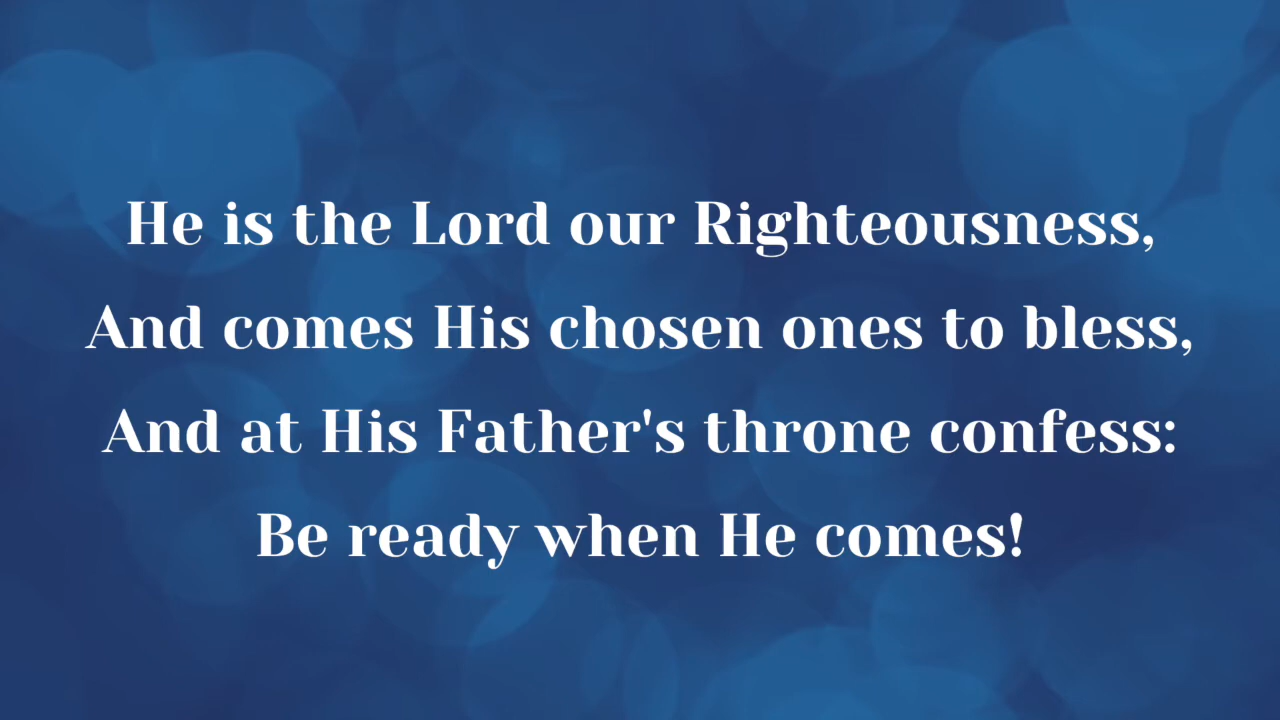 He is the Lord our Righteousness,
And comes His chosen ones to bless,
And at His Father's throne confess:
Be ready when He comes!